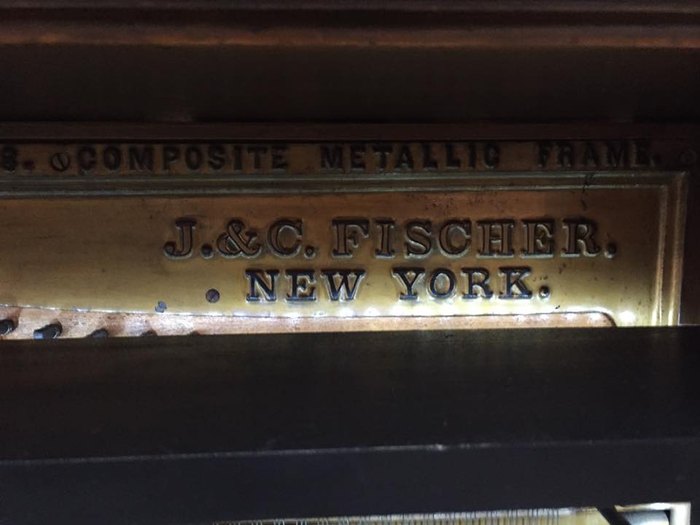 COMPOSITE METALLIC FRAME.
J. & C. FISCHER.
NEW YORK.